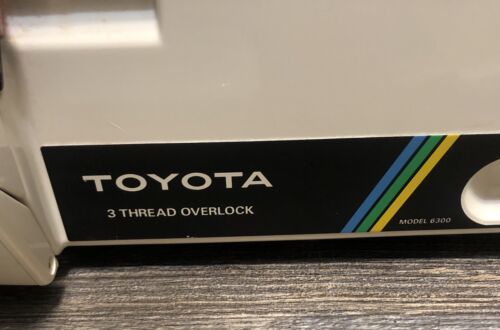 TOYOTA
3 THREAD OVERLOCK
MODEL 6300